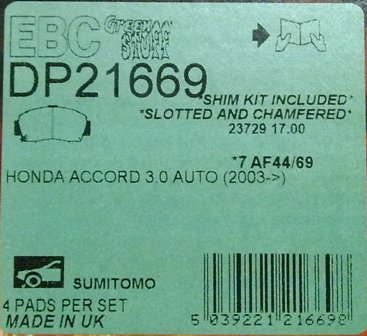 EBC GREENSTUFF
DP21669
*SHIM KIT INCLUDED*
*SLOTTED AND CHAMFERED*
23729 17.00
*7 AF44/69
HONDA ACCORD 3.0 AUTO (2003->)
SUMITOMO
4 PADS PER SET
MADE IN UK
5 039221 216698